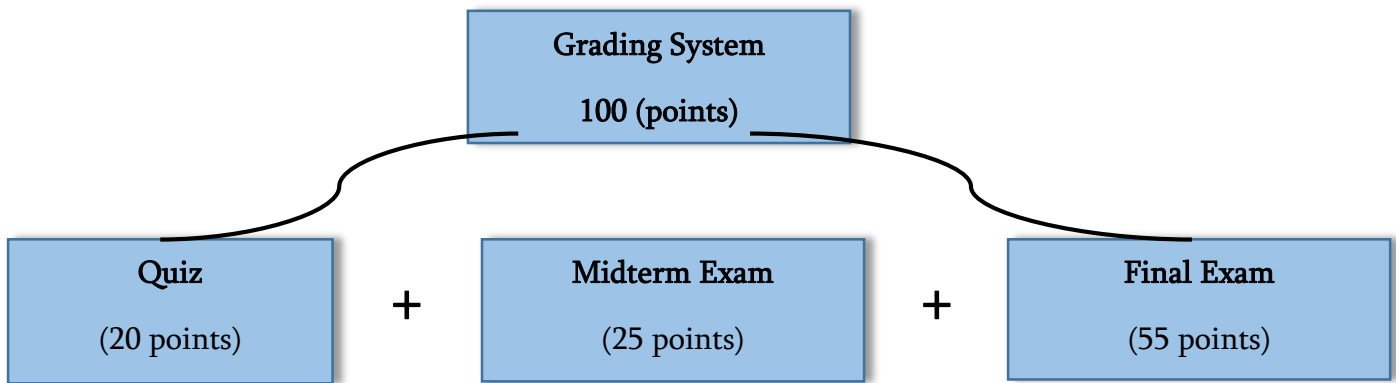 Grading System
100 (points)
Quiz
(20 points)
+
Midterm Exam
(25 points)
+
Final Exam
(55 points)